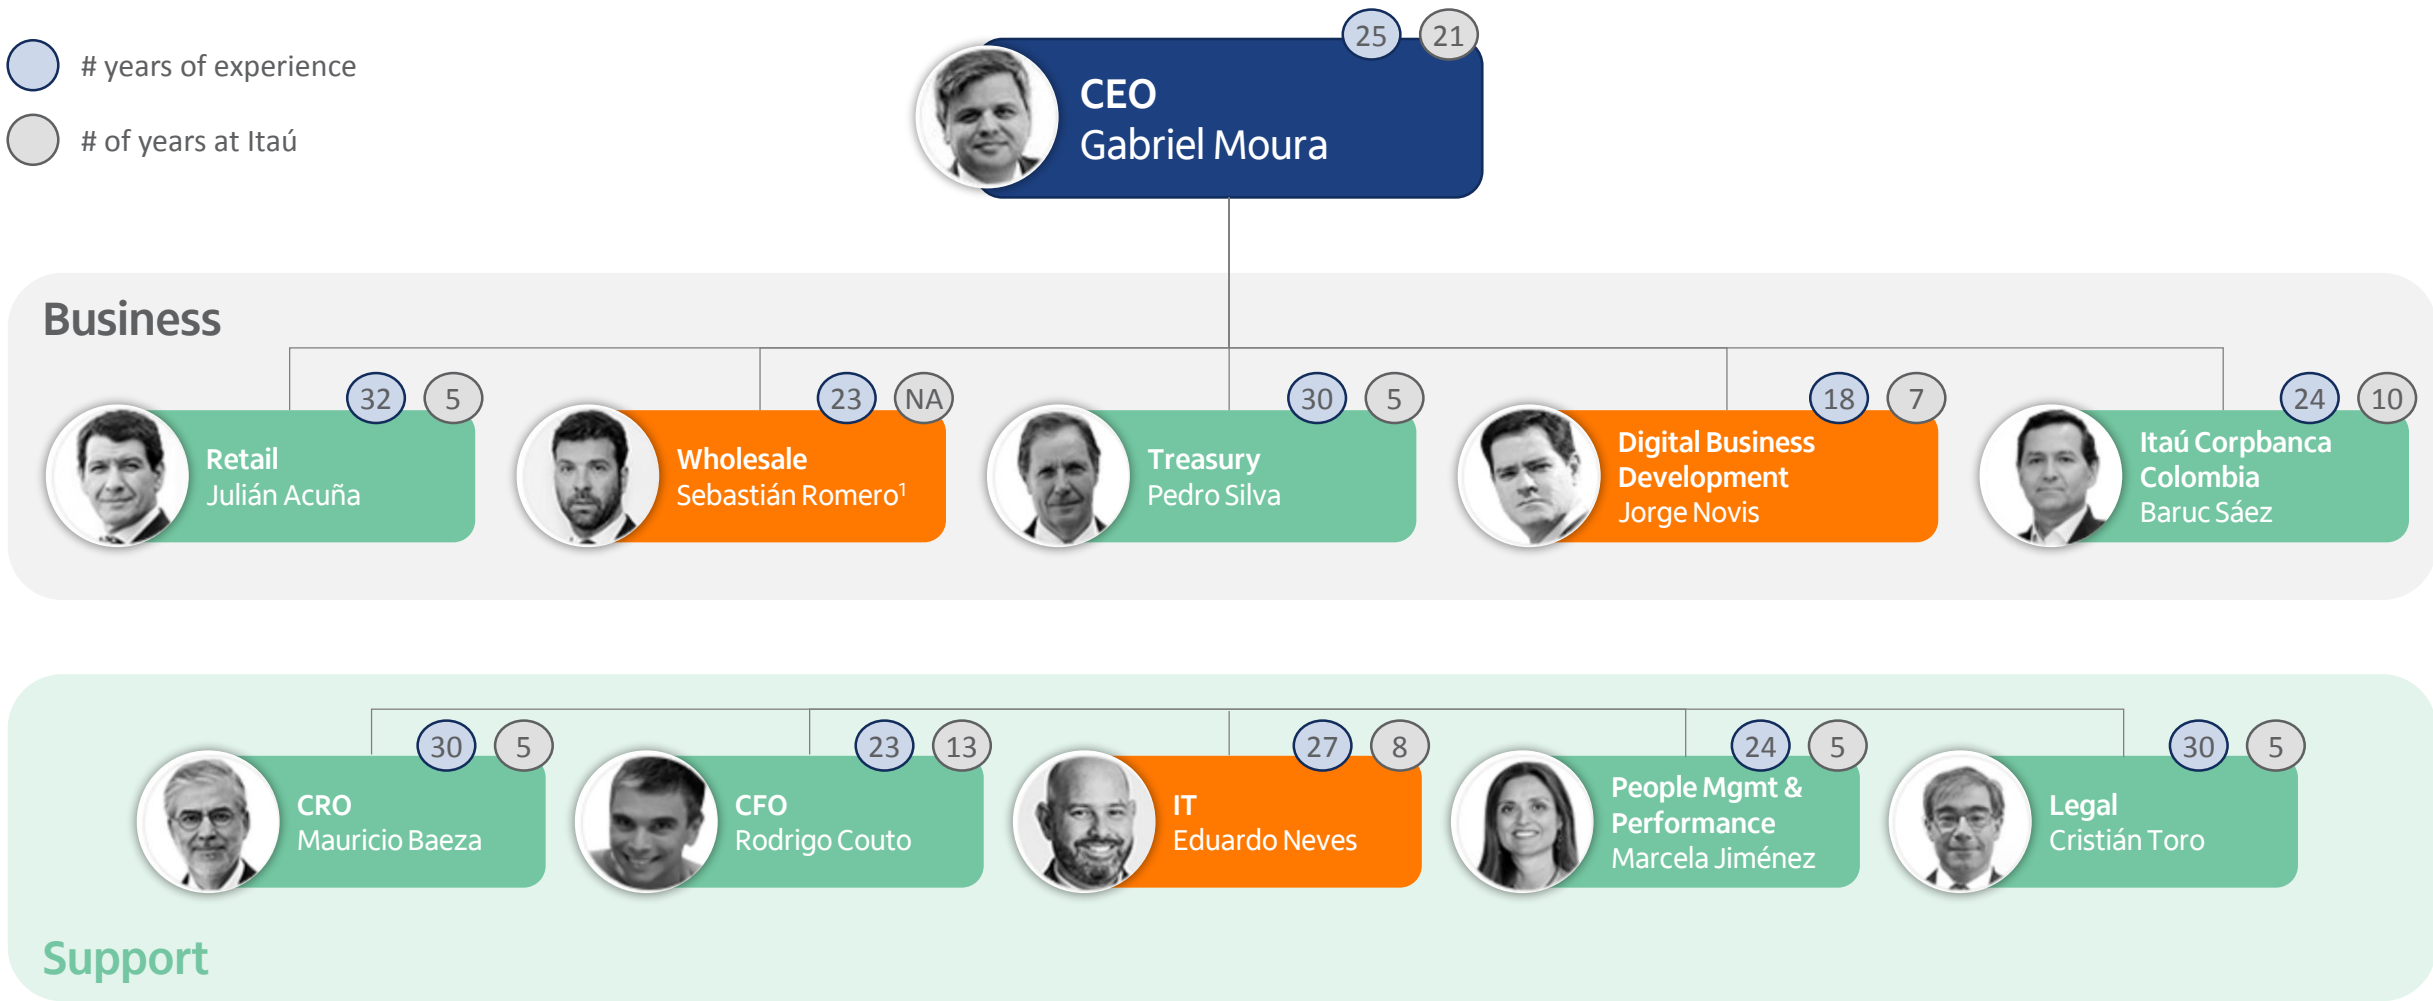 # years of experience
# of years at Itaú
25
21
CEO
Gabriel Moura
Business
32
5
Retail
Julián Acuña
23
NA
Wholesale
Sebastián Romero¹
30
5
Treasury
Pedro Silva
18
7
Digital Business
Development
Jorge Novis
24
10
Itaú Corpbanca
Colombia
Baruc Sáez
30
5
CRO
Mauricio Baeza
23
13
CFO
Rodrigo Couto
27
8
IT
Eduardo Neves
24
5
People Mgmt &
Performance
Marcela Jiménez
30
5
Legal
Cristián Toro
Support